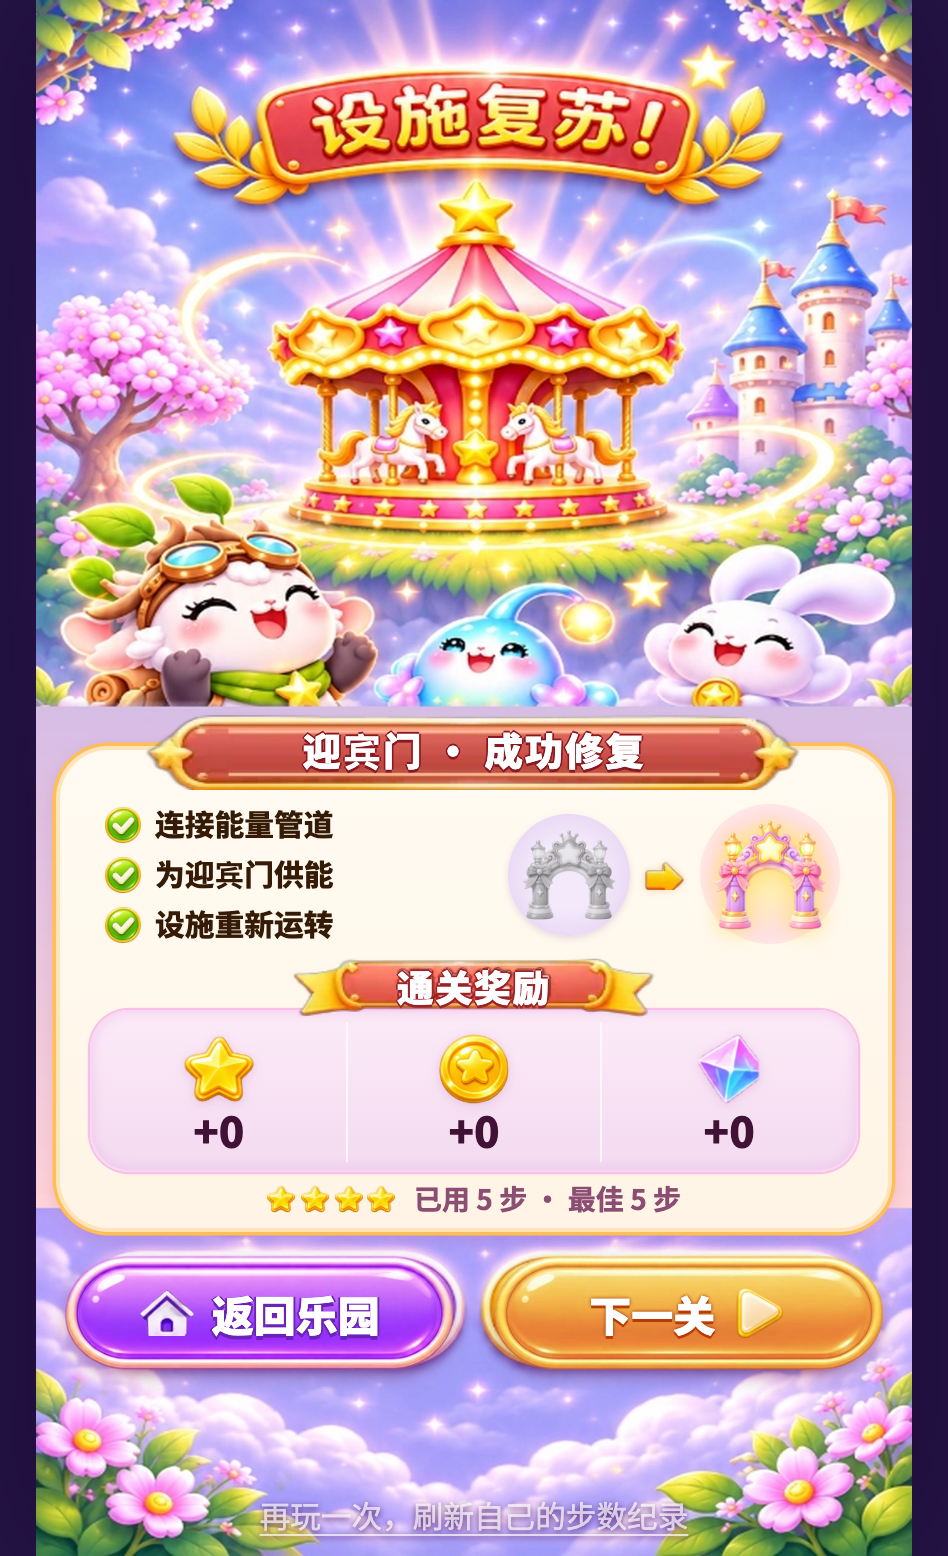 设施复苏!
迎宾门 · 成功修复
连接能量管道
为迎宾门供能
设施重新运转
通关奖励
+0 +0 +0
已用 5 步 · 最佳 5 步
返回乐园 下一关
再玩一次，刷新自己的步数纪录